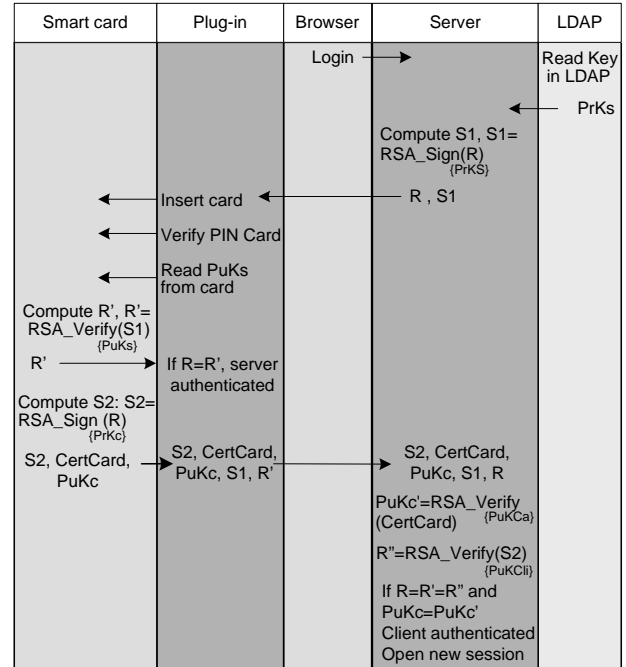 Smart card Plug-in Browser Server LDAP
Login
Read Key
in LDAP
PrKs
Compute S1, S1=
RSA_Sign(R)
{PrKS}
R , S1
Insert card
Verify PIN Card
Read PuKs
from card
Compute R’, R’=
RSA_Verify(S1)
{PuKs}
R’
If R=R’, server
authenticated
Compute S2: S2=
RSA_Sign (R)
{PrKc}
S2, CertCard,
PuKc
S2, CertCard,
PuKc, S1, R’
S2, CertCard,
PuKc, S1, R
PuKc'=RSA_Verify
(CertCard) {PuKCa}
R”=RSA_Verify(S2)
{PuKCli}
If R=R'=R” and
PuKc=PuKc’
Client authenticated
Open new session